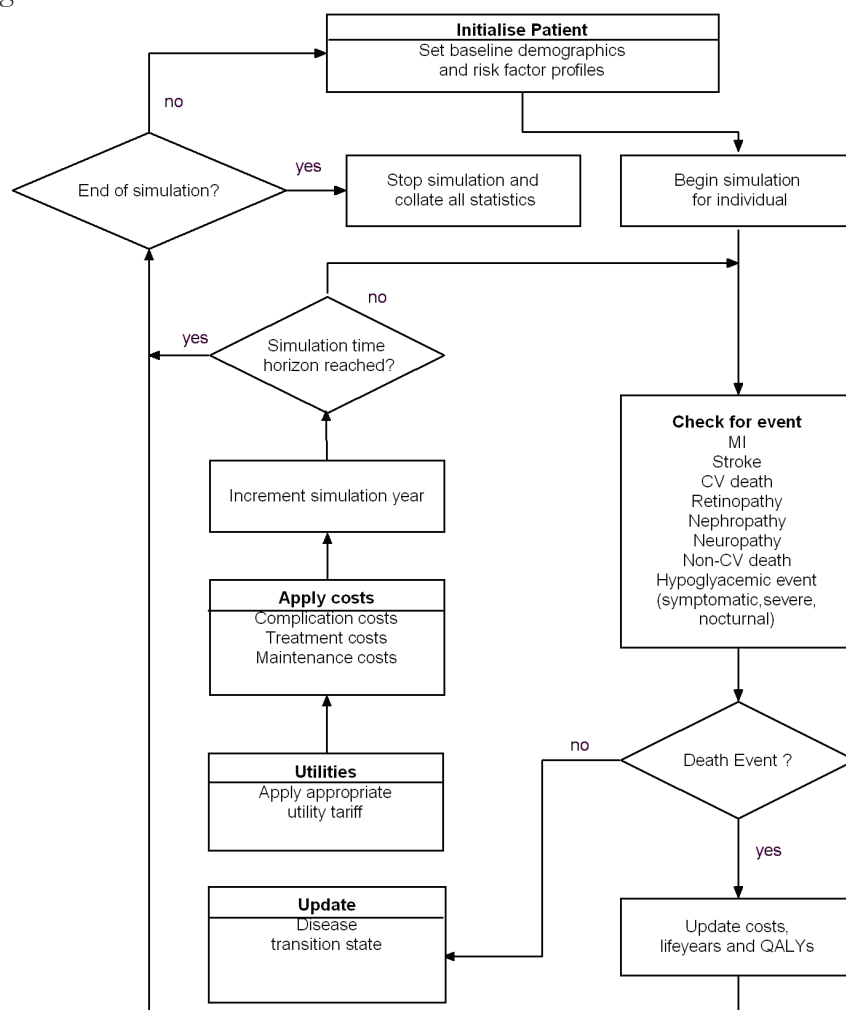 Initialise Patient
Set baseline demographics
and risk factor profiles
no
End of simulation?
yes
Stop simulation and
collate all statistics
Begin simulation
for individual
no
yes
Simulation time
horizon reached?
Check for event
MI
Stroke
CV death
Retinopathy
Nephropathy
Neuropathy
Non-CV death
Hypoglyacemic event
(symptomatic,severe,
nocturnal)
Increment simulation year
Apply costs
Complication costs
Treatment costs
Maintenance costs
no
Death Event ?
Utilities
Apply appropriate
utility tariff
yes
Update
Disease
transition state
Update costs,
lifeyears and QALYs